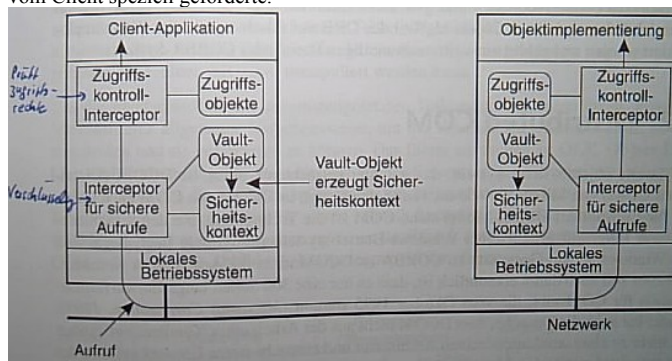 vom Client speziell geforderte.
Client-Applikation
Zugriffs-
kontroll-
Interceptor
Zugriffs-
objekte
Vault-
Objekt
Interceptor
für sichere
Aufrufe
Sicher-
heits-
kontext
Lokales
Betriebssystem
Prüft
Zugriffs-
rechte
Verschlüsselung
Vault-Objekt
erzeugt Sicher-
heitskontext
Objektimplementierung
Zugriffs-
objekte
Zugriffs-
kontroll-
Interceptor
Vault-
Objekt
Sicher-
heits-
kontext
Interceptor
für sichere
Aufrufe
Lokales
Betriebssystem
Netzwerk
Aufruf